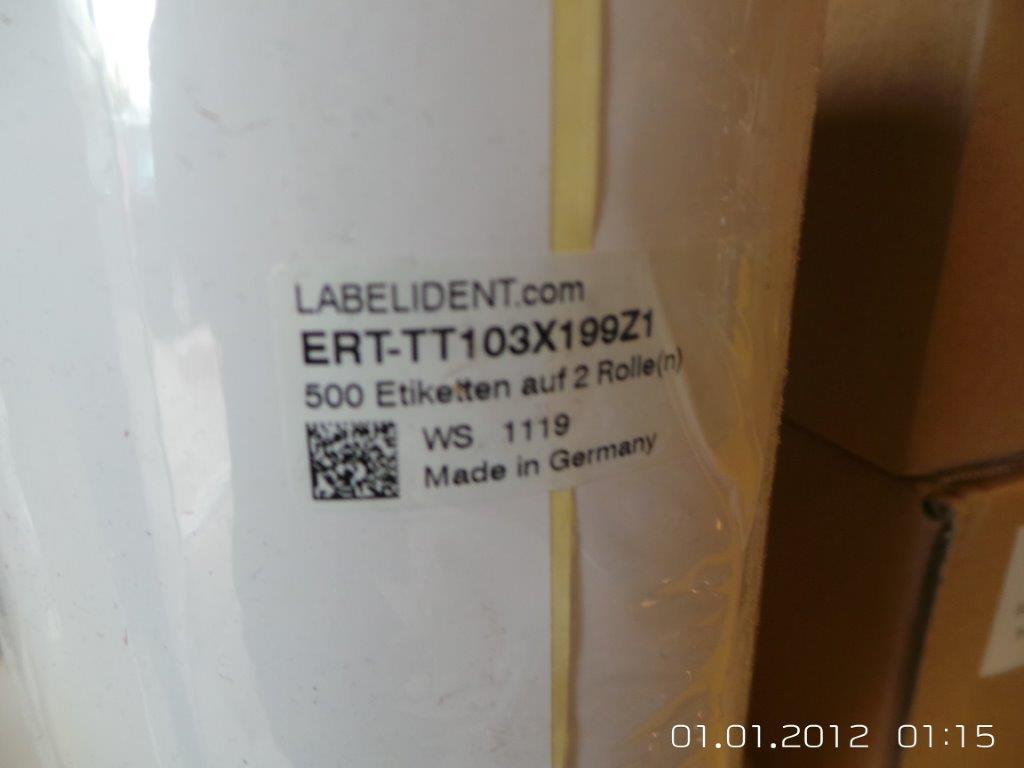 LABELIDENT.com
ERT-TT103X199Z1
500 Etiketten auf 2 Rolle(n)
WS 1119
Made in Germany
01.01.2012 01:15